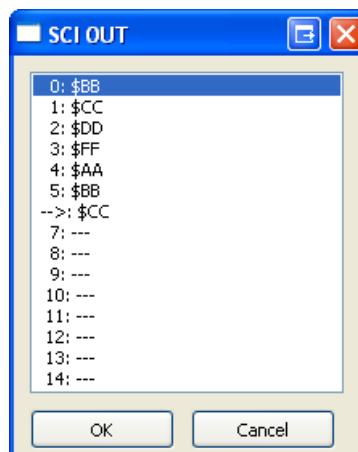 SCI OUT
0: $BB
1: $CC
2: $DD
3: $FF
4: $AA
5: $BB
-->: $CC
7: ---
8: ---
9: ---
10: ---
11: ---
12: ---
13: ---
14: ---
OK Cancel